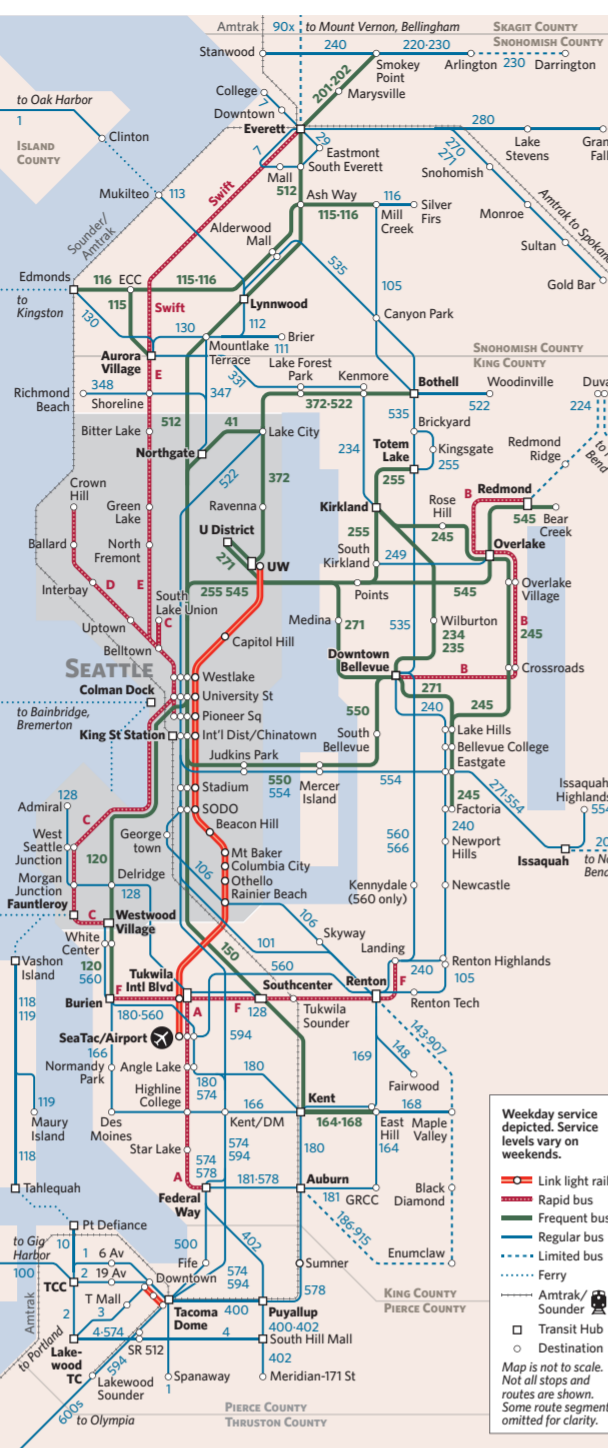 Amtrak
90x
to Mount Vernon, Bellingham
SKAGIT COUNTY
SNOHOMISH COUNTY
Stanwood
240
220·230
Smokey
Point
Arlington
230
Darrington
201·202
Marysville
College
7
Downtown
Everett
to Oak Harbor
1
ISLAND
COUNTY
Clinton
280
Lake
Stevens
29
Eastmont
South Everett
7
Mall
512
270
271
Snohomish
Mukilteo
113
Swift
Ash Way
115·116
116
Mill
Creek
Silver
Firs
Monroe
Amtrak to Spokane
Sounder/
Amtrak
Alderwood
Mall
Sultan
535
Gold Bar
Edmonds
116
ECC
115·116
105
to
Kingston
115
Swift
Lynnwood
Canyon Park
130
130
112
Brier
111
Mountlake
Terrace
Aurora
Village
SNOHOMISH COUNTY
KING COUNTY
E
331
Lake Forest
Park
Kenmore
Bothell
Woodinville
522
Richmond
Beach
348
Shoreline
347
372·522
224
Bitter Lake
512
41
Lake City
535
Brickyard
Northgate
234
Totem
Lake
Kingsgate
255
Redmond
Ridge
522
372
255
Crown
Hill
Green
Lake
Ravenna
Kirkland
Rose
Hill
B
Redmond
545
Bear
Creek
U District
245
Ballard
North
Fremont
271
UW
255
South
Kirkland
249
Overlake
D
E
Interbay
South
Lake Union
255 545
Points
545
Overlake
Village
Uptown
C
Belltown
Capitol Hill
Medina
271
535
Wilburton
234
235
B
245
SEATTLE
Westlake
Downtown
Bellevue
B
Crossroads
Colman Dock
University St
271
to Bainbridge,
Bremerton
Pioneer Sq
550
240
245
King St Station
Int'l Dist/Chinatown
South
Bellevue
Lake Hills
Bellevue College
Judkins Park
Eastgate
550
554
Mercer
Island
554
271·554
Issaquah
Highlands
554
128
Stadium
245
Admiral
SODO
Factoria
C
West
Seattle
Junction
George
town
Beacon Hill
240
Newport
Hills
560
566
120
Mt Baker
Columbia City
Othello
Rainier Beach
106
Issaquah
Morgan
Junction
Delridge
128
Kennydale
(560 only)
Newcastle
Fauntleroy
C
Westwood
Village
106
Skyway
White
Center
150
101
Landing
Vashon
Island
120
560
Tukwila
Intl Blvd
560
Southcenter
Renton
240
Renton Highlands
105
118
119
Burien
F
A
F
128
F
Renton Tech
180·560
Tukwila
Sounder
SeaTac/Airport
594
143·907
166
169
148
Normandy
Park
Angle Lake
180
180
574
Highline
College
Fairwood
119
Maury
Island
Des
Moines
166
Kent/DM
Kent
164·168
168
East
Hill
Maple
Valley
118
Star Lake
574
594
180
164
Tahlequah
574
578
A
181·578
Auburn
181
GRCC
Black
Diamond
Federal
Way
186·915
Pt Defiance
500
402
Enumclaw
to Gig
Harbor
100
10
1
6 Av
Fife
574
594
Sumner
2
19 Av
Downtown
578
KING COUNTY
PIERCE COUNTY
TCC
T Mall
Tacoma
Dome
400
Puyallup
Amtrak
2
3
400·402
to Portland
4·574
4
South Hill Mall
Lake-
wood
TC
SR 512
402
594
Lakewood
Sounder
1
Spanaway
Meridian-171 St
600s
to Olympia
PIERCE COUNTY
THRUSTON COUNTY
Weekday service
depicted. Service
levels vary on
weekends.
Link light rail
Rapid bus
Frequent bus
Regular bus
Limited bus
Ferry
Amtrak/
Sounder
Transit Hub
Destination
Map is not to scale.
Not all stops and
routes are shown.
Some route segments
omitted for clarity.